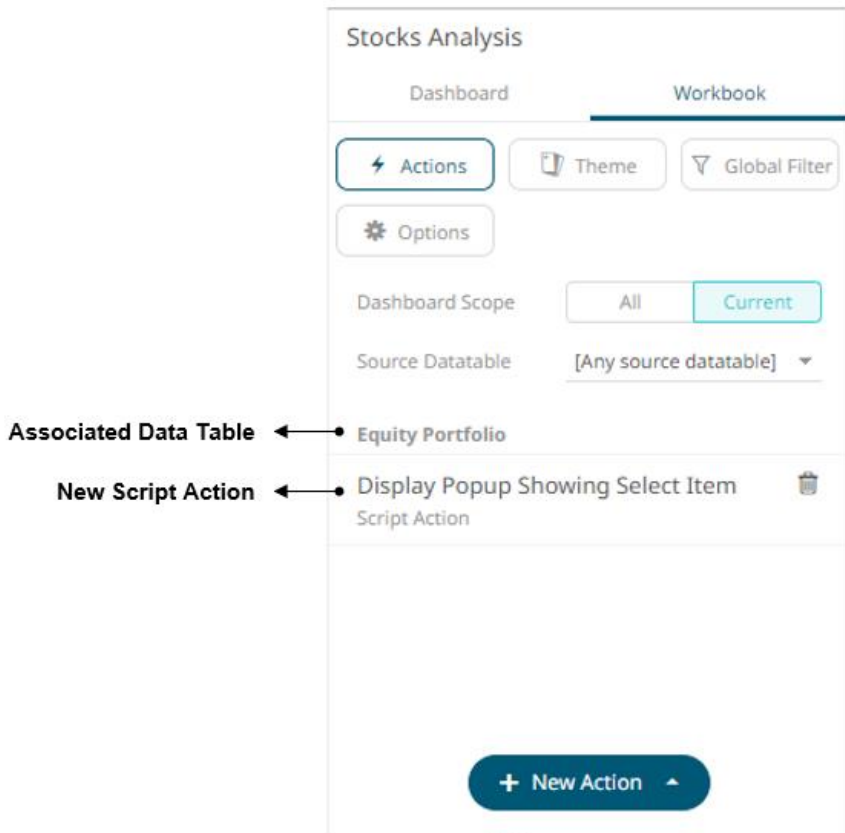 Stocks Analysis
Dashboard Workbook
Actions Theme Global Filter
Options
Dashboard Scope All Current
Source Datatable [Any source datatable]
Associated Data Table Equity Portfolio
New Script Action Display Popup Showing Select Item
Script Action
+ New Action